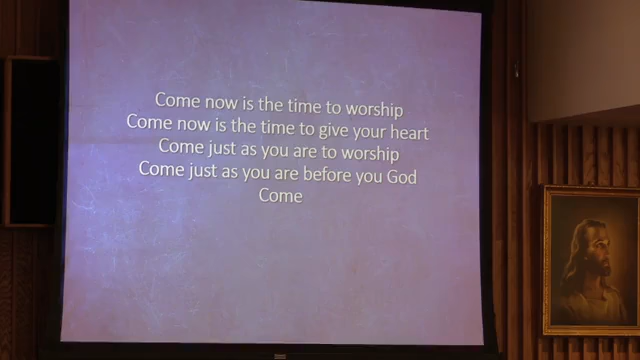 Come now is the time to worship
Come now is the time to give your heart
Come just as you are to worship
Come just as you are before you God
Come